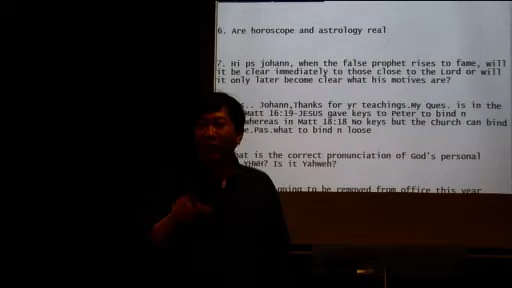 6. Are horoscope and astrology real
7. Hi ps johann, when the false prophet rises to fame, will
it be clear immediately to those close to the Lord or will
it only later become clear what his motives are?
.. Johann,Thanks for yr teachings.My Ques. is in the
Matt 16:19-JESUS gave keys to Peter to bind n
whereas in Matt 18:18 No keys but the Church can bind
e.Pas.what to bind n loose
at is the correct pronunciation of God's personal
YHWH? Is it Yahweh?
going to be removed from office this year